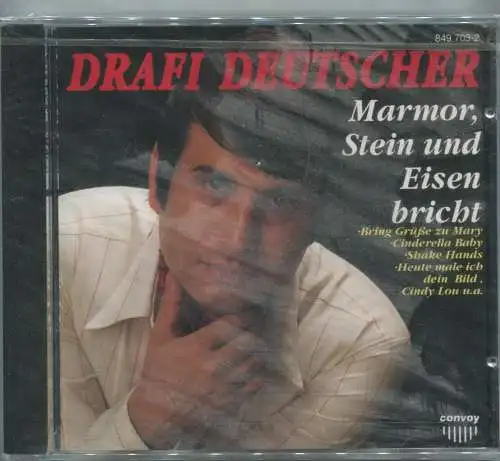 849 703-2
DRAFI DEUTSCHER
Marmor,
Stein und
Eisen
bricht
·Bring Grüße zu Mary
·Cinderella Baby
·Shake Hands
·Heute male ich
dein Bild,
Cindy Lou u.a.
convoy